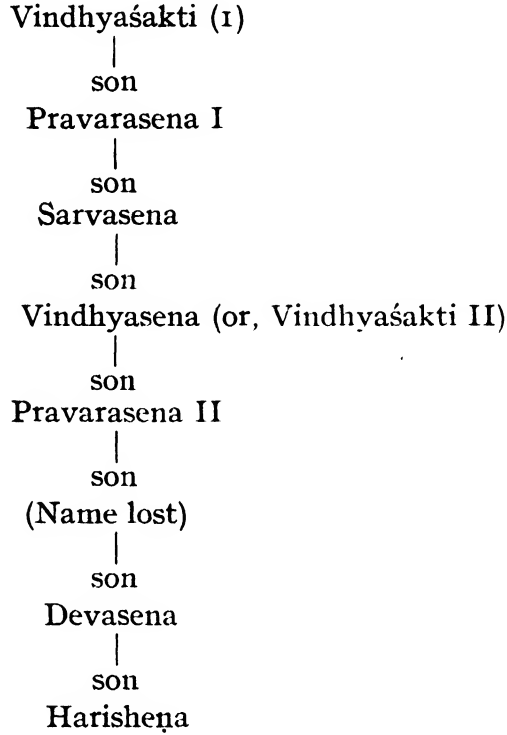 Vindhyaśakti (1)
son
Pravarasena I
son
Sarvasena
son
Vindhyasena (or, Vindhyaśakti II)
son
Pravarasena II
son
(Name lost)
son
Devasena
son
Harisheṇa